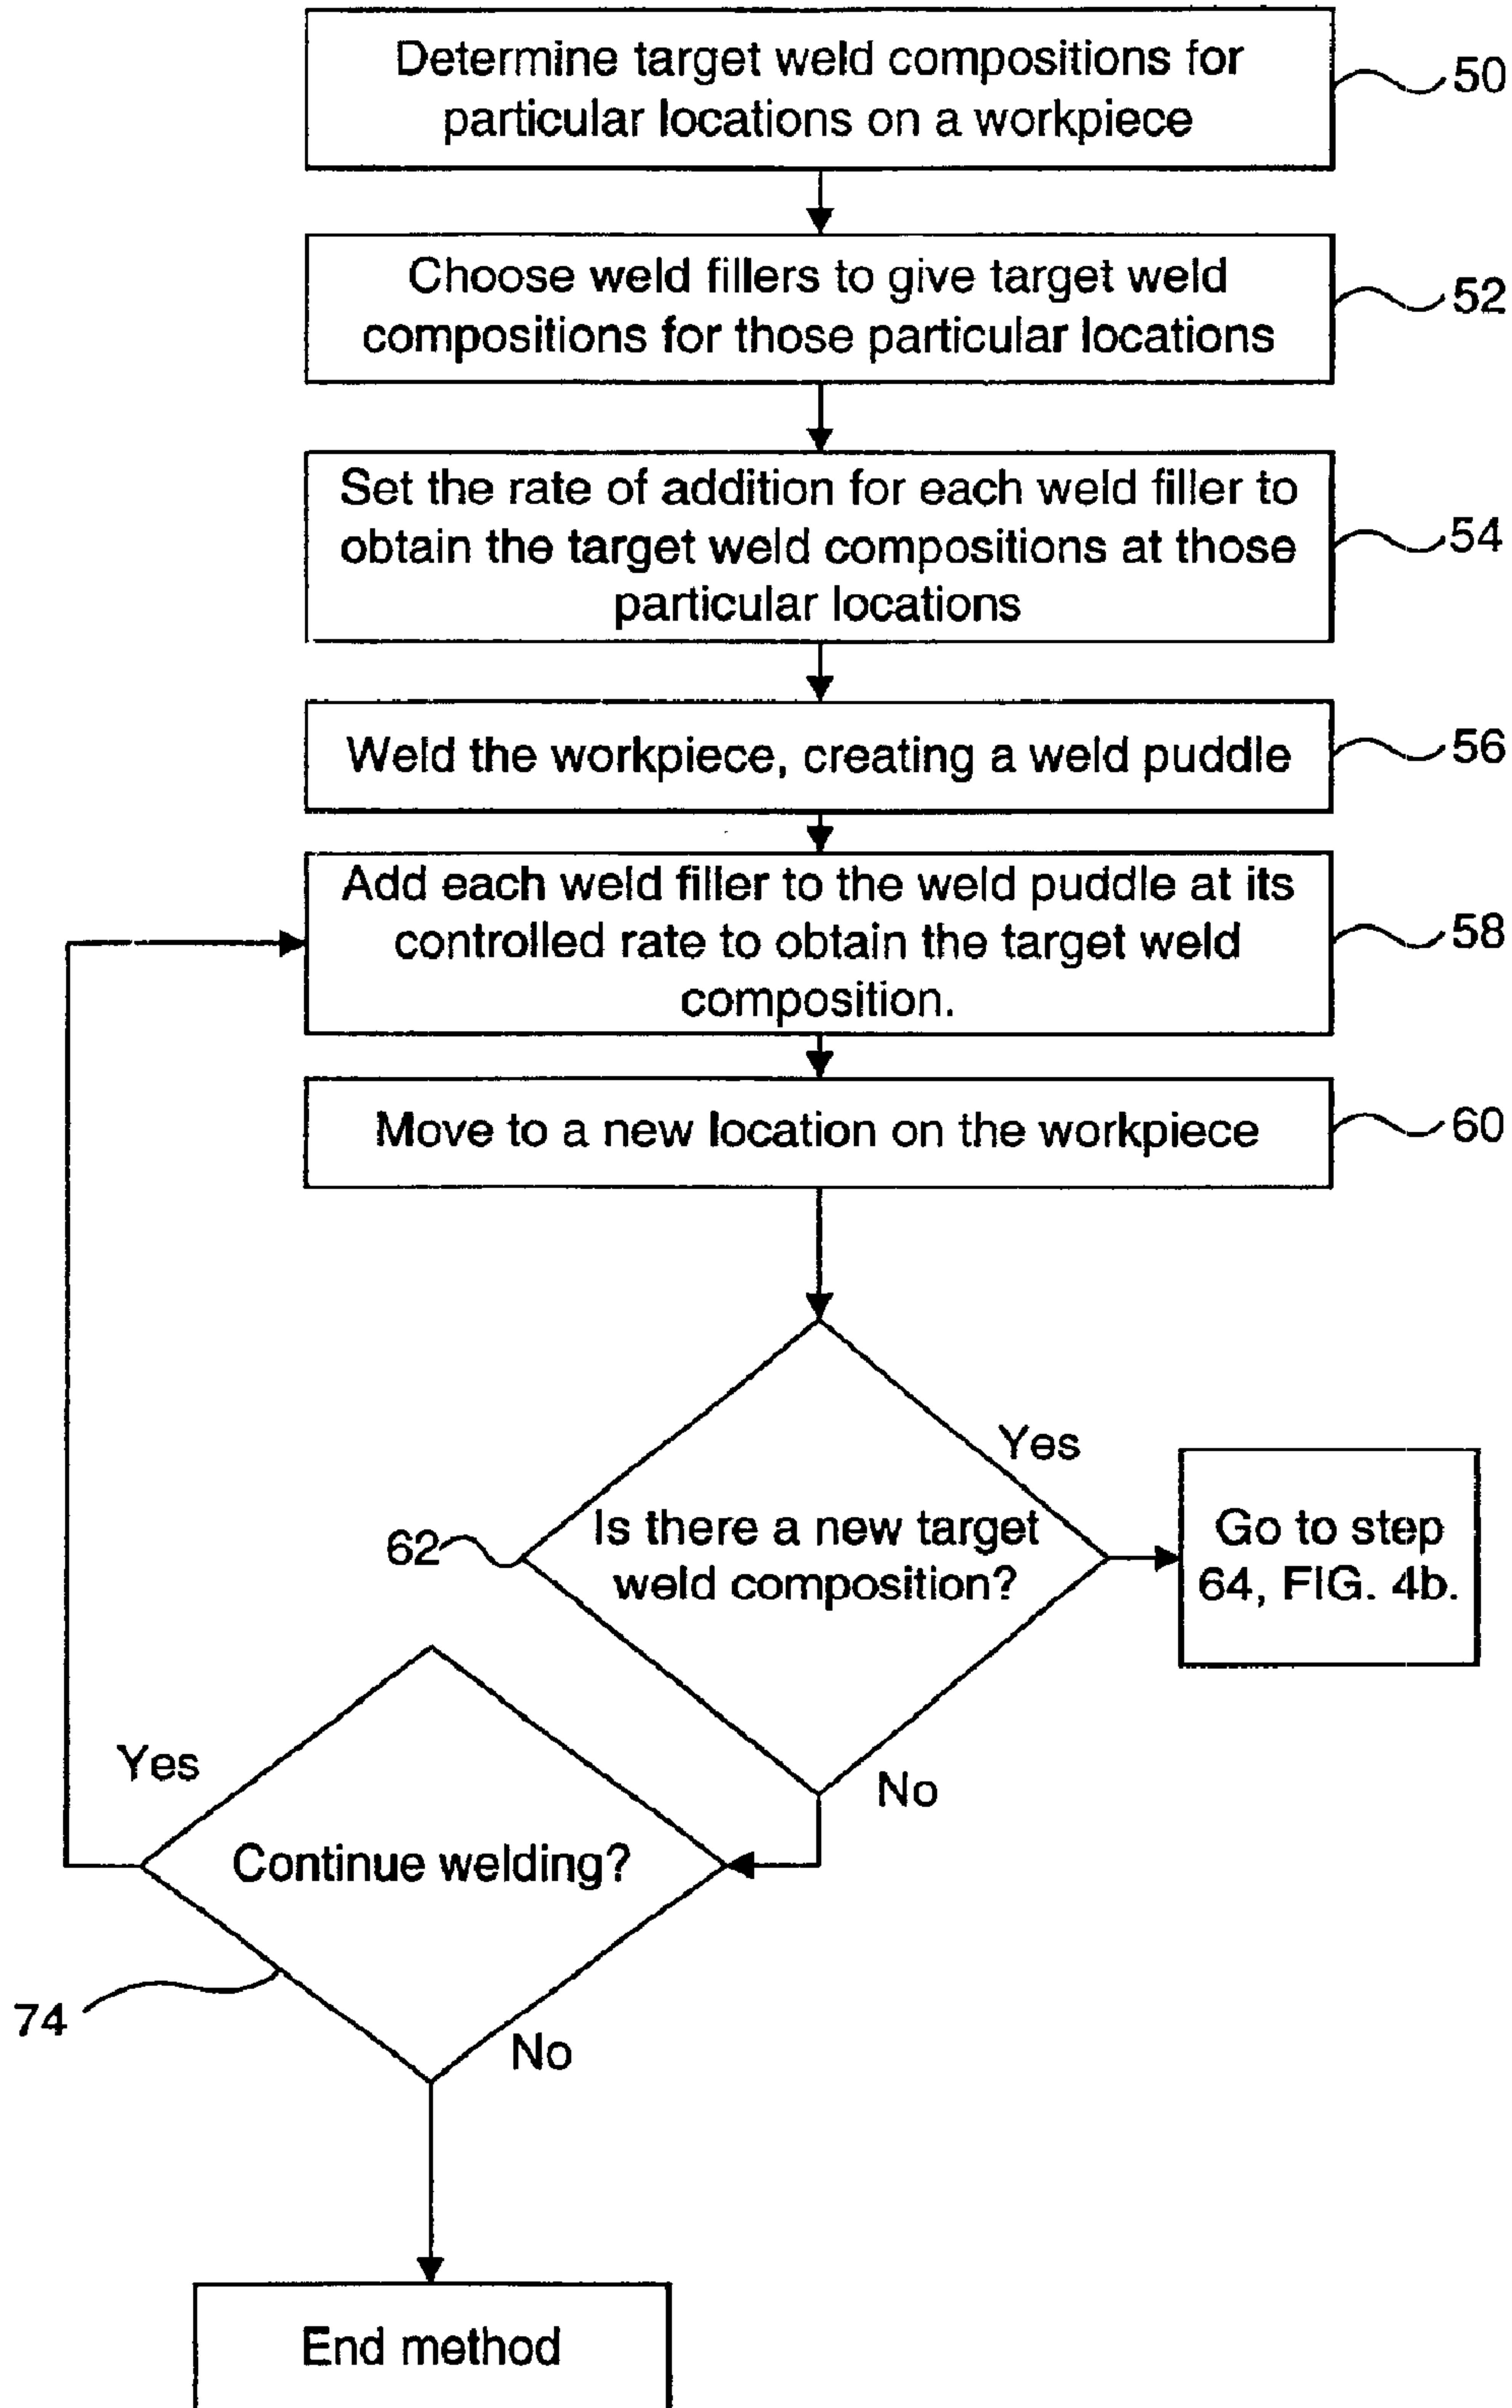 Determine target weld compositions for
particular locations on a workpiece
50
Choose weld fillers to give target weld
compositions for those particular locations
52
Set the rate of addition for each weld filler to
obtain the target weld compositions at those
particular locations
54
Weld the workpiece, creating a weld puddle
56
Add each weld filler to the weld puddle at its
controlled rate to obtain the target weld
composition.
58
Move to a new location on the workpiece
60
Yes
Is there a new target
weld composition?
62
Go to step
64, FIG. 4b.
No
Yes
Continue welding?
74
No
End method